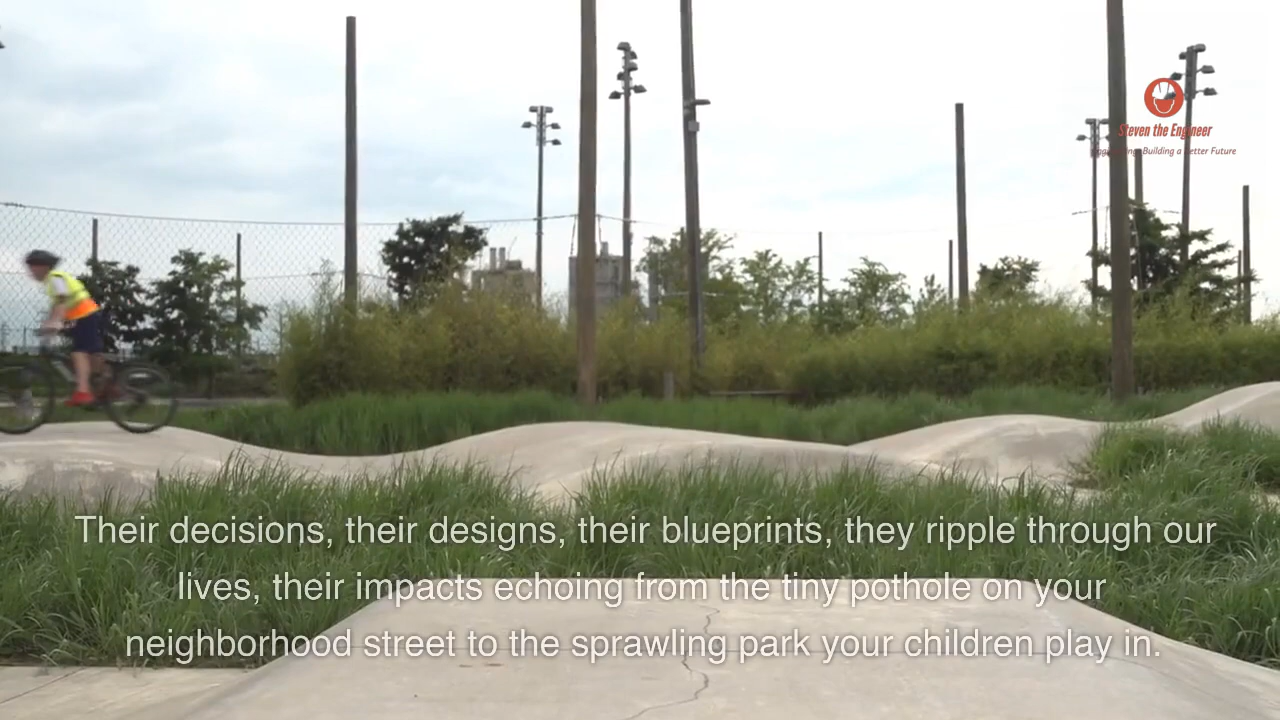 Steven the Engineer
Building a Better Future
Their decisions, their designs, their blueprints, they ripple through our
lives, their impacts echoing from the tiny pothole on your
neighborhood street to the sprawling park your children play in.